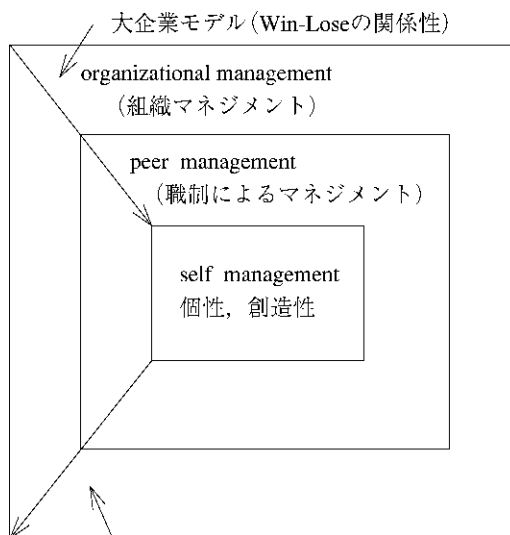 大企業モデル(Win-Loseの関係性)
organizational management
(組織マネジメント)
peer management
(職制によるマネジメント)
self management
個性，創造性